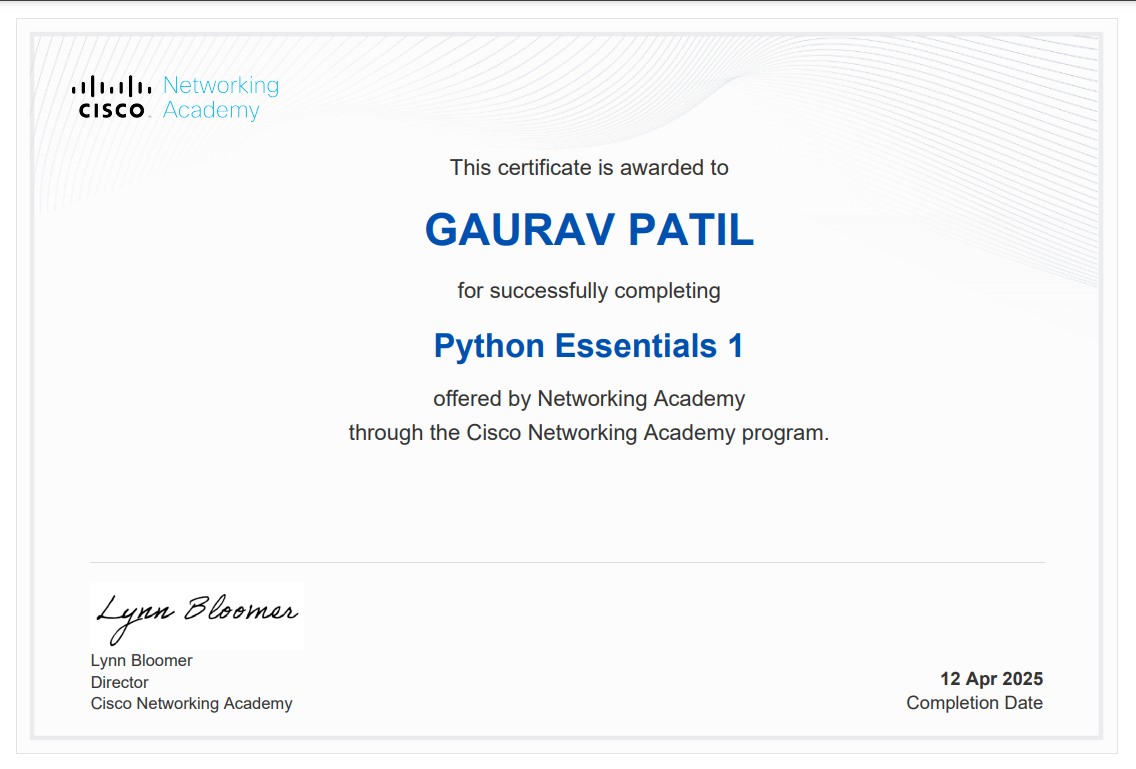 Networking
CISCO Academy
This certificate is awarded to
GAURAV PATIL
for successfully completing
Python Essentials 1
offered by Networking Academy
through the Cisco Networking Academy program.
Lynn Bloomer
Lynn Bloomer
Director
Cisco Networking Academy
12 Apr 2025
Completion Date